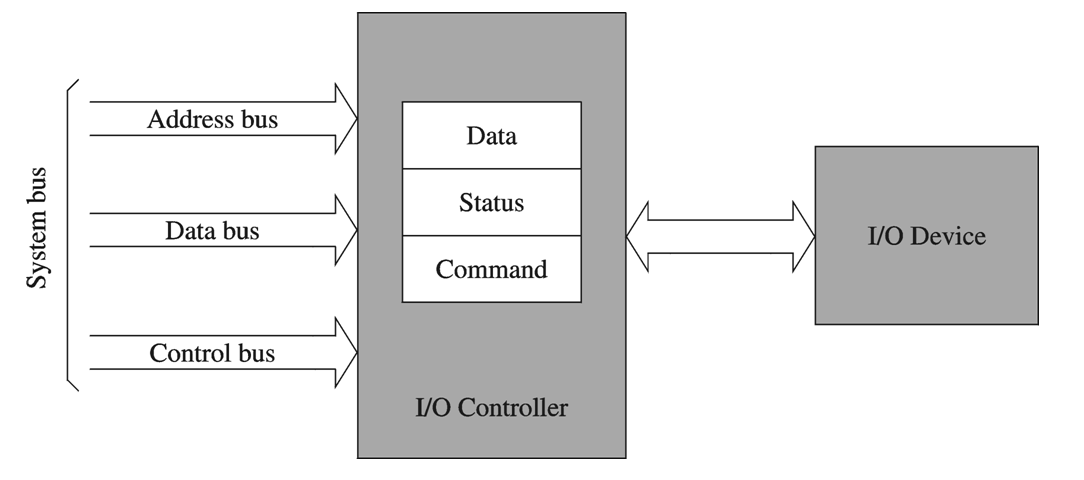 System bus
Address bus
Data bus
Control bus
Data
Status
Command
I/O Controller
I/O Device